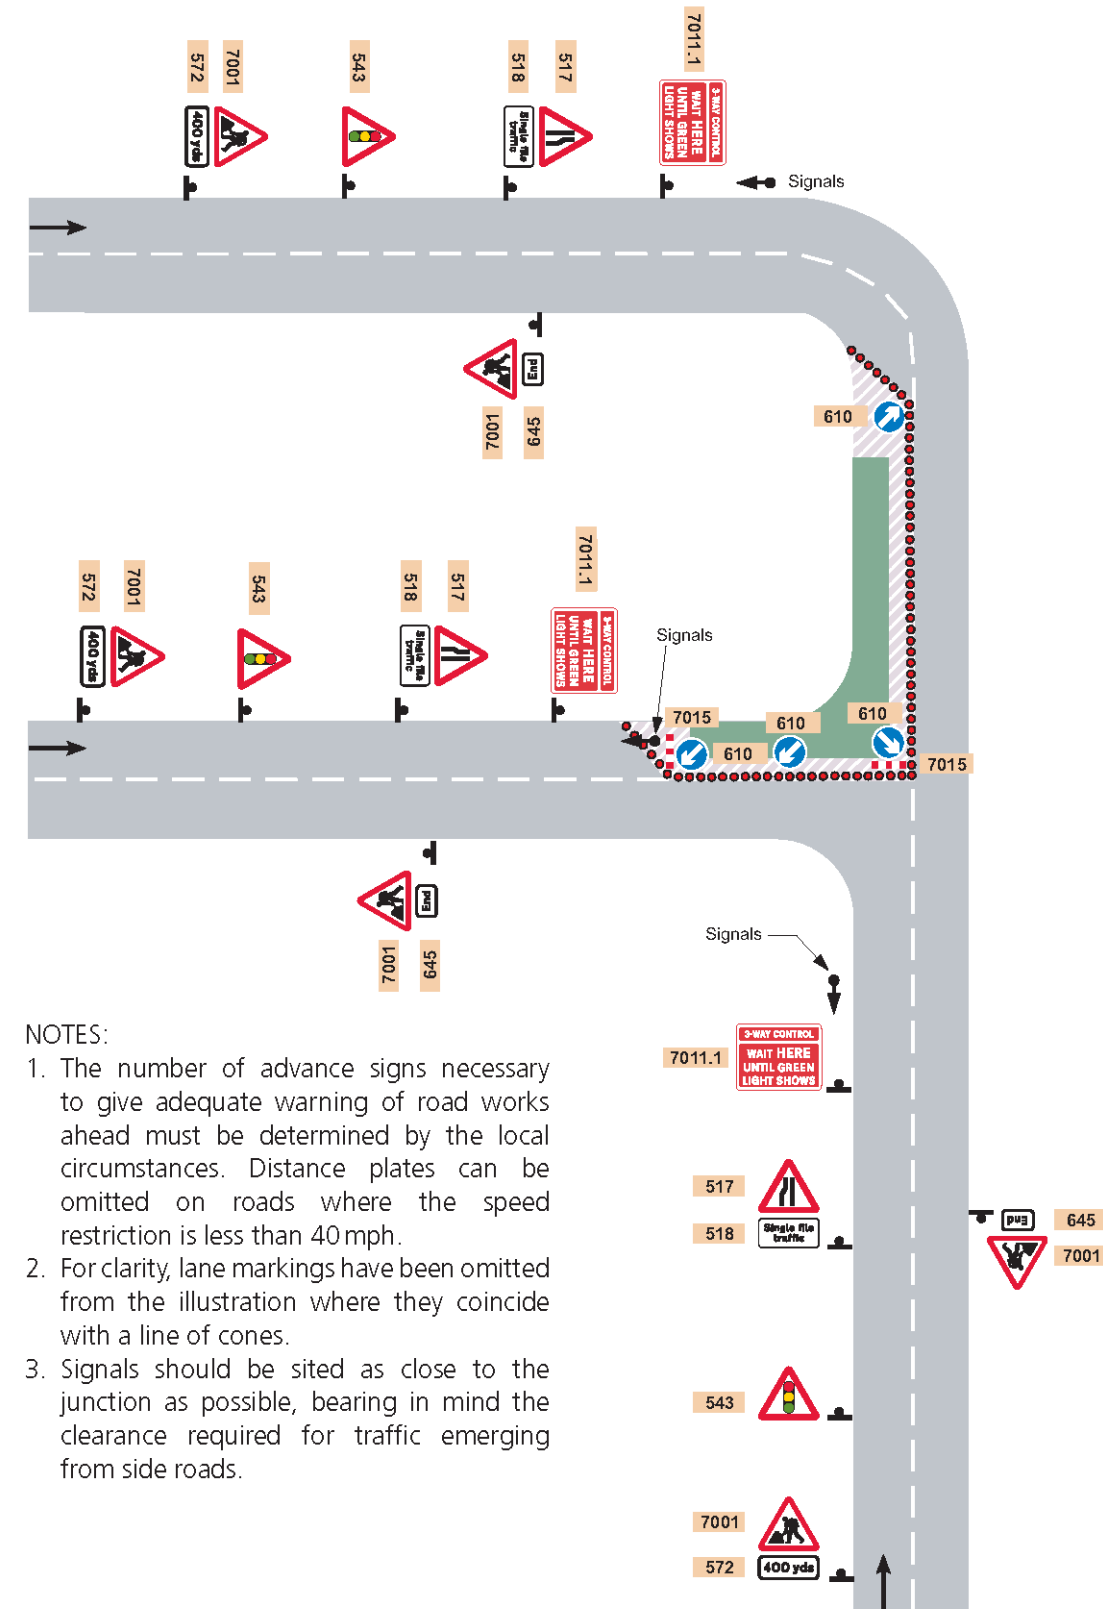 7011.1
572
7001
543
518
517
400 yds
Single file
traffic
3-WAY CONTROL
WAIT HERE
UNTIL GREEN
LIGHT SHOWS
Signals
End
7001
645
610
572
7001
543
518
517
7011.1
400 yds
Single file
traffic
3-WAY CONTROL
WAIT HERE
UNTIL GREEN
LIGHT SHOWS
Signals
7015
610
610
610
7015
End
7001
645
Signals
7011.1
3-WAY CONTROL
WAIT HERE
UNTIL GREEN
LIGHT SHOWS
517
518
Single file
traffic
End
645
7001
543
7001
572
400 yds
NOTES:
1. The number of advance signs necessary
to give adequate warning of road works
ahead must be determined by the local
circumstances. Distance plates can be
omitted on roads where the speed
restriction is less than 40 mph.
2. For clarity, lane markings have been omitted
from the illustration where they coincide
with a line of cones.
3. Signals should be sited as close to the
junction as possible, bearing in mind the
clearance required for traffic emerging
from side roads.